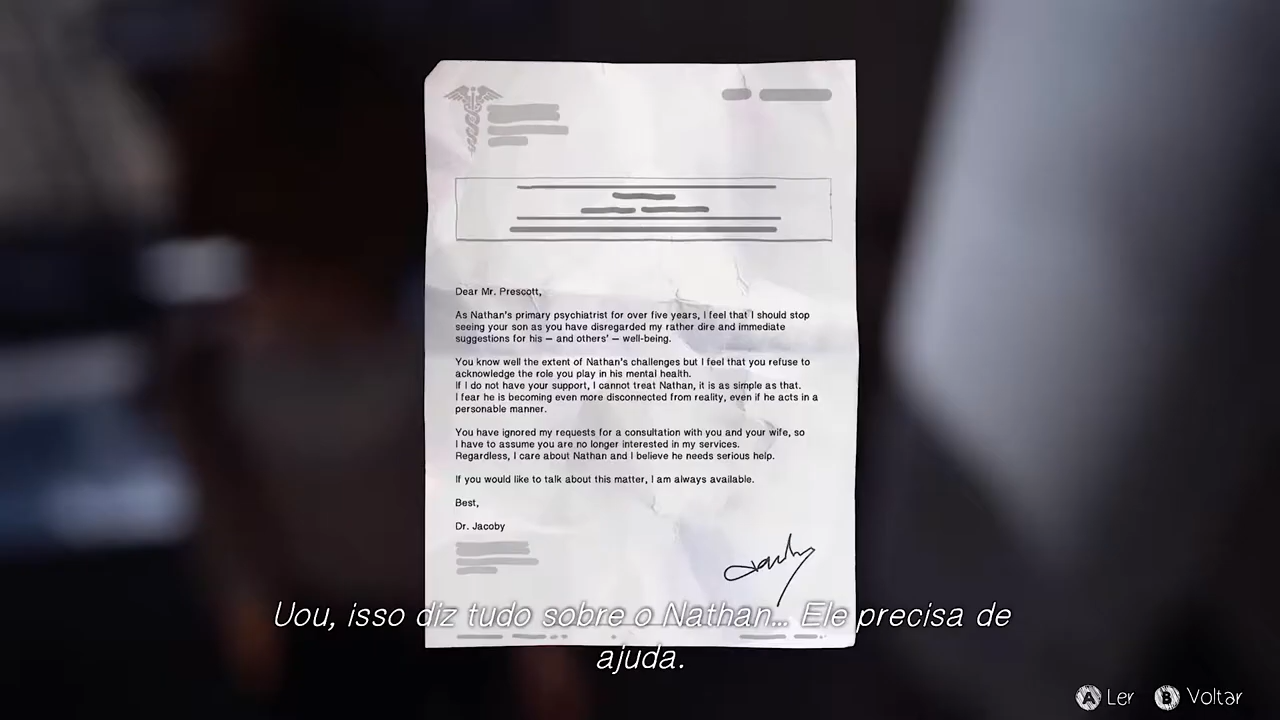 Dear Mr. Prescott,
As Nathan's primary psychiatrist for over five years, I feel that I should stop
seeing your son as you have disregarded my rather dire and immediate
suggestions for his — and others' — well-being.
You know well the extent of Nathan's challenges but I feel that you refuse to
acknowledge the role you play in his mental health.
If I do not have your support, I cannot treat Nathan, it is as simple as that.
I fear he is becoming even more disconnected from reality, even if he acts in a
personable manner.
You have ignored my requests for a consultation with you and your wife, so
I have to assume you are no longer interested in my services.
Regardless, I care about Nathan and I believe he needs serious help.
If you would like to talk about this matter, I am always available.
Best,
Dr. Jacoby
Uou, isso diz tudo sobre o Nathan... Ele precisa de
ajuda.
A Ler B Voltar